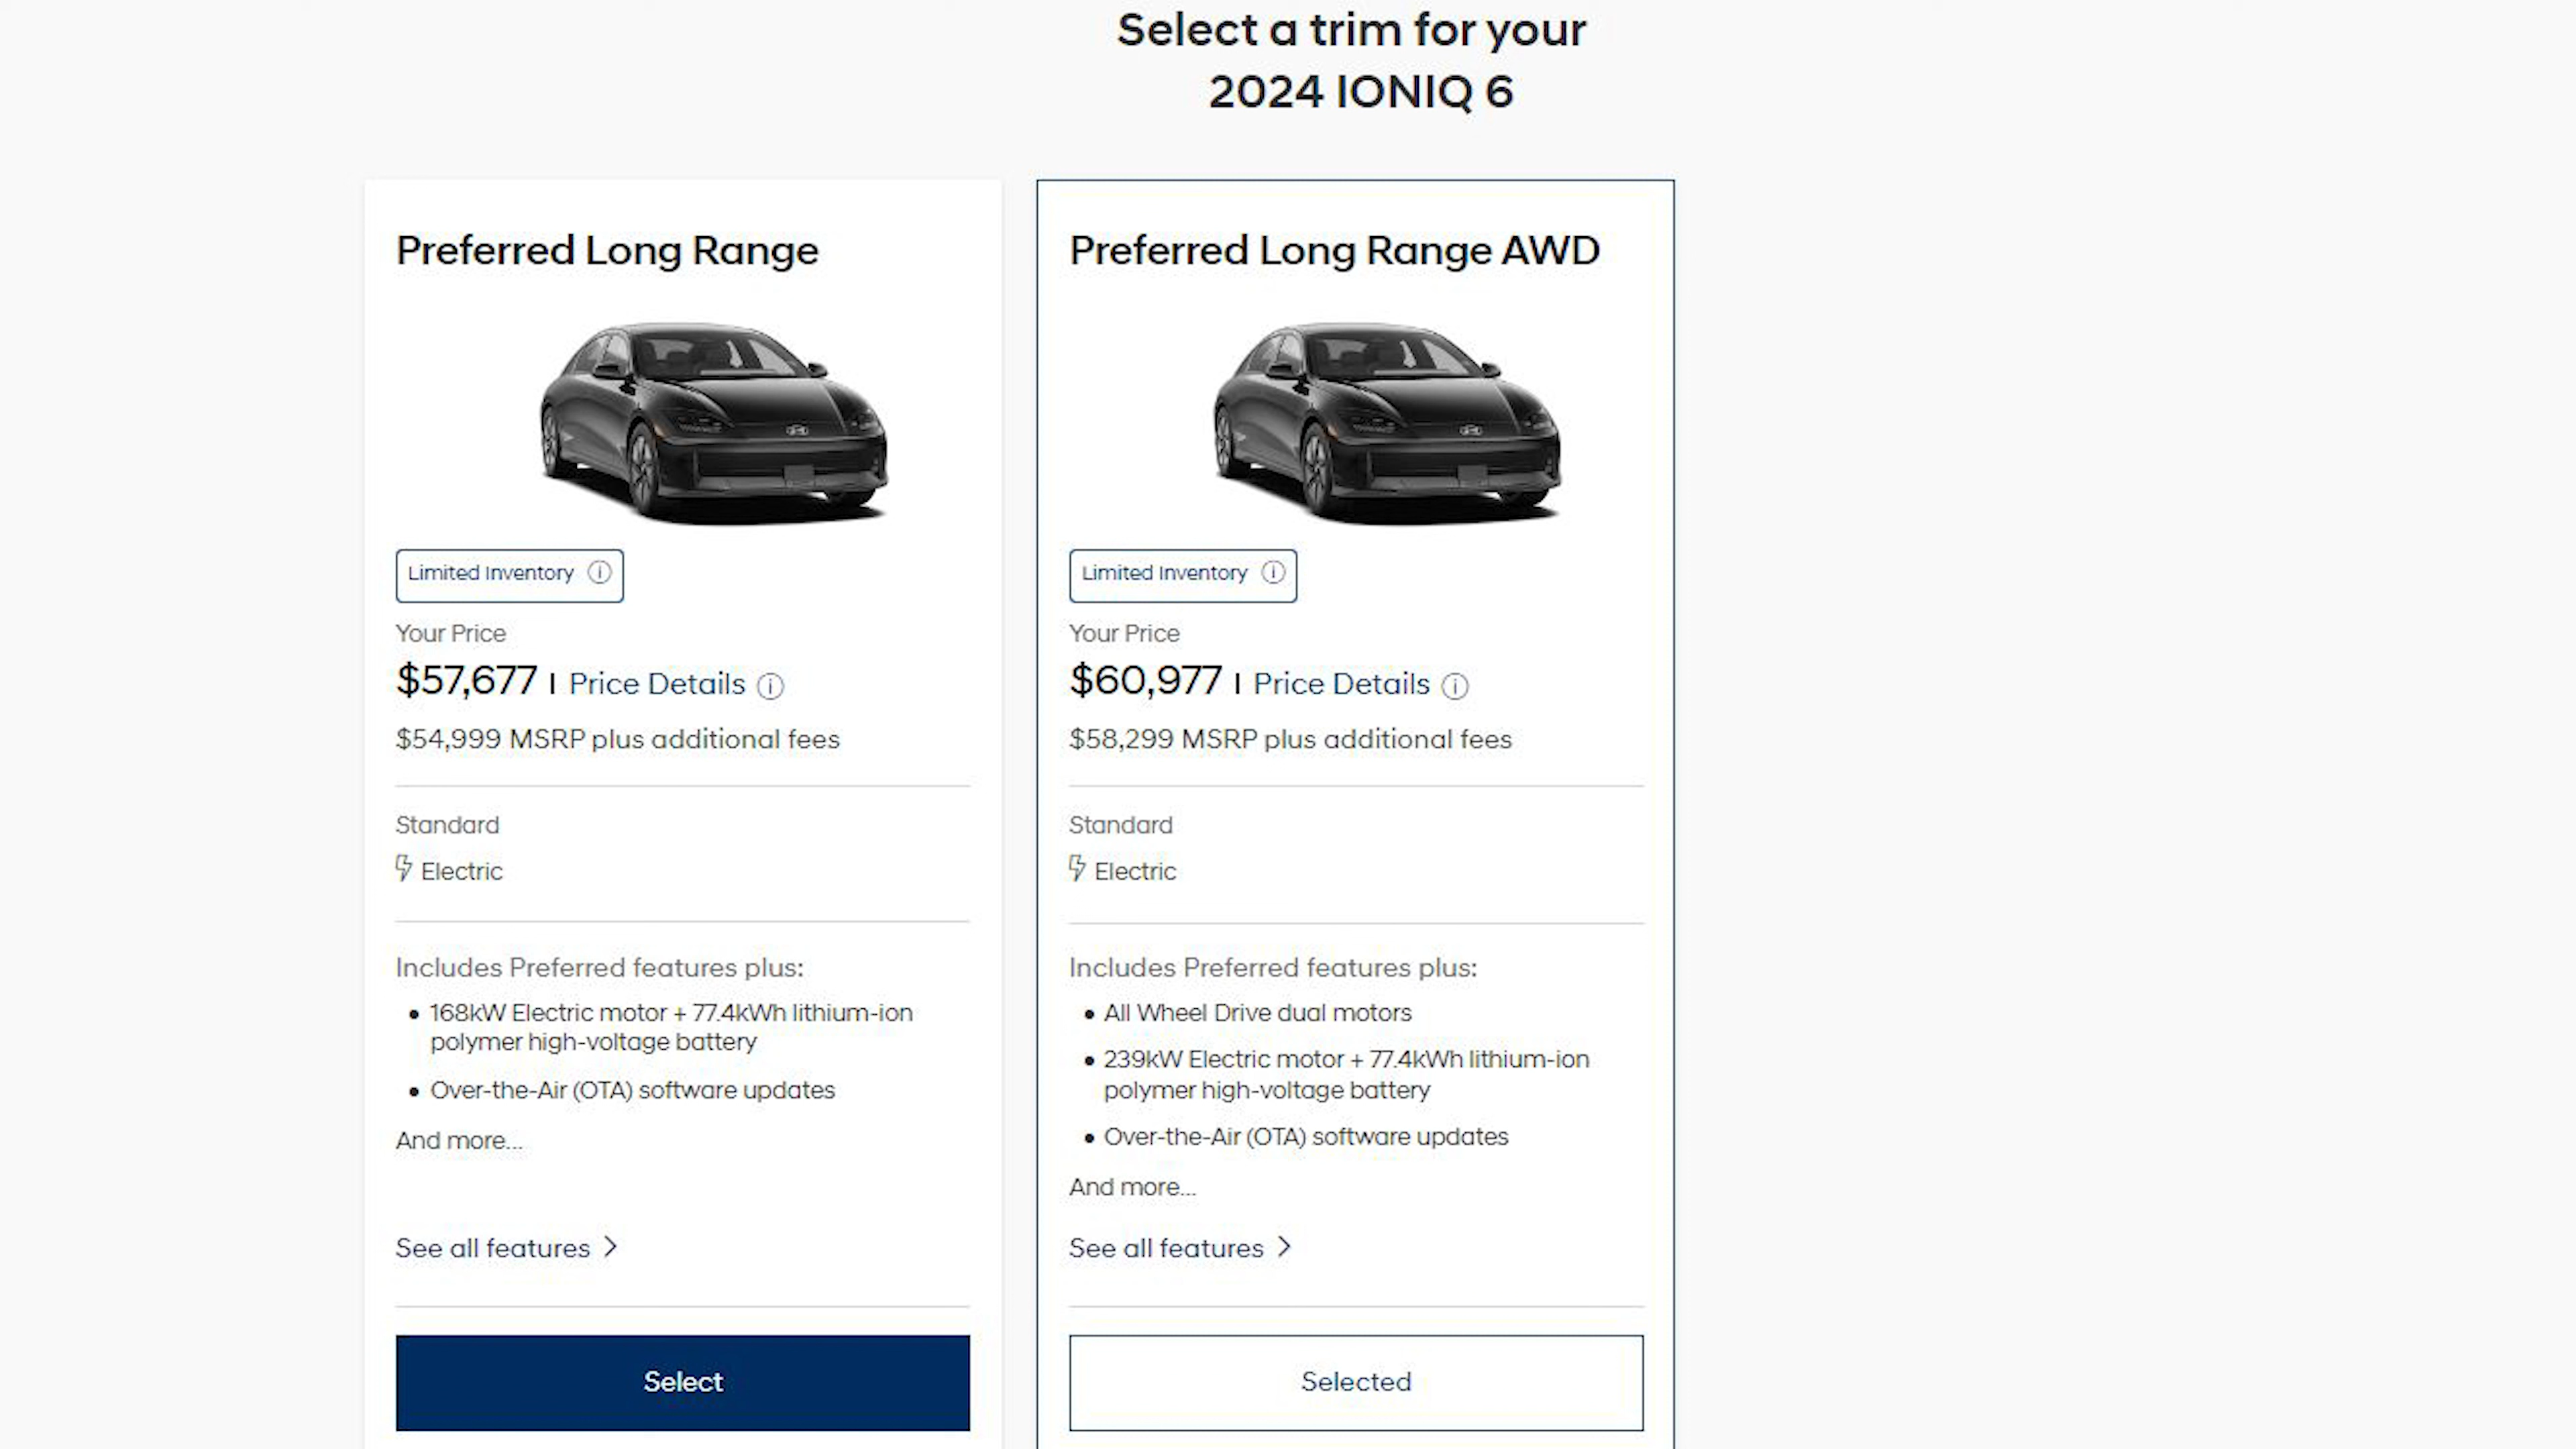 Select a trim for your
2024 IONIQ 6
Preferred Long Range
Limited Inventory
Your Price
$57,677 | Price Details
$54,999 MSRP plus additional fees
Standard
Electric
Includes Preferred features plus:
• 168kW Electric motor + 77.4kWh lithium-ion
polymer high-voltage battery
• Over-the-Air (OTA) software updates
And more...
See all features >
Select
Preferred Long Range AWD
Limited Inventory
Your Price
$60,977 | Price Details
$58,299 MSRP plus additional fees
Standard
Electric
Includes Preferred features plus:
• All Wheel Drive dual motors
• 239kW Electric motor + 77.4kWh lithium-ion
polymer high-voltage battery
• Over-the-Air (OTA) software updates
And more...
See all features >
Selected